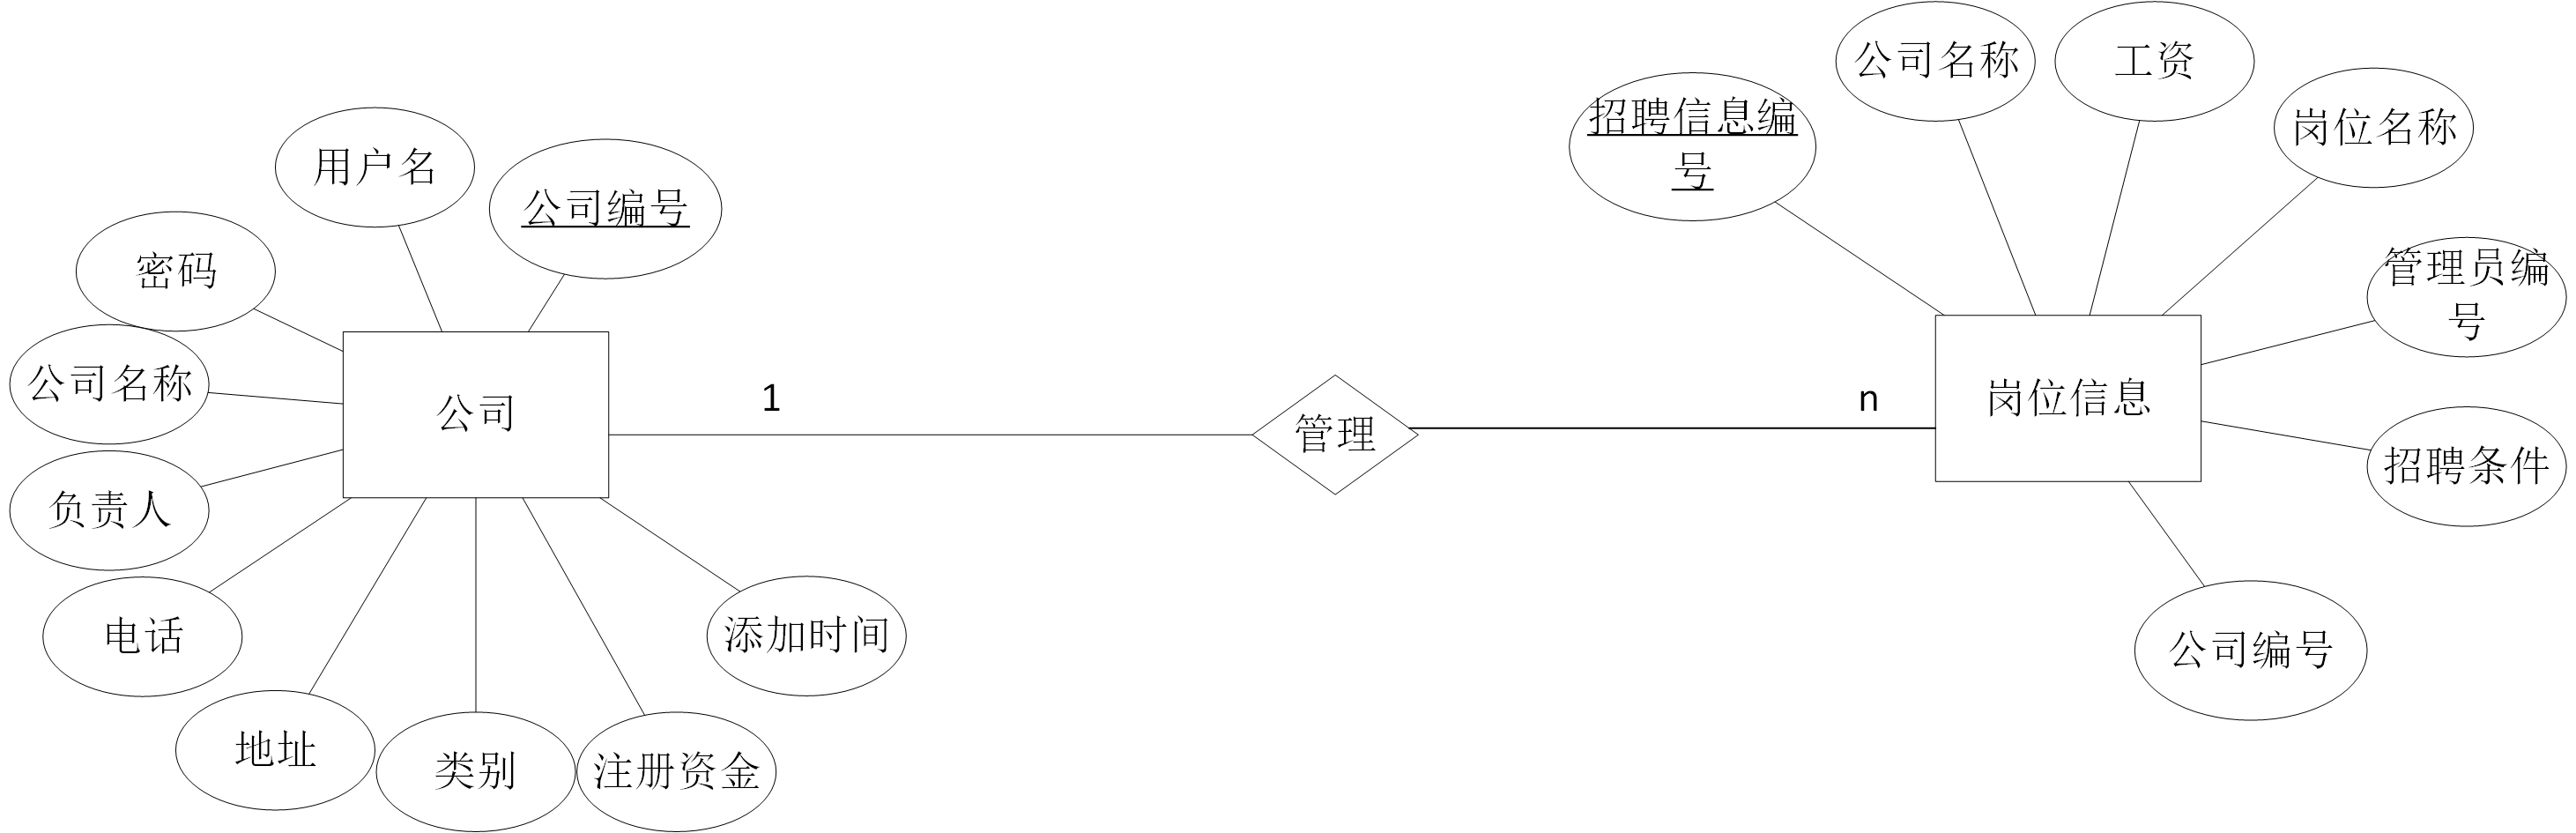 公司名称
工资
招聘信息编
号
岗位名称
用户名
公司编号
密码
管理员编
号
公司名称
公司
1
管理
n
岗位信息
招聘条件
负责人
电话
添加时间
公司编号
地址
类别
注册资金